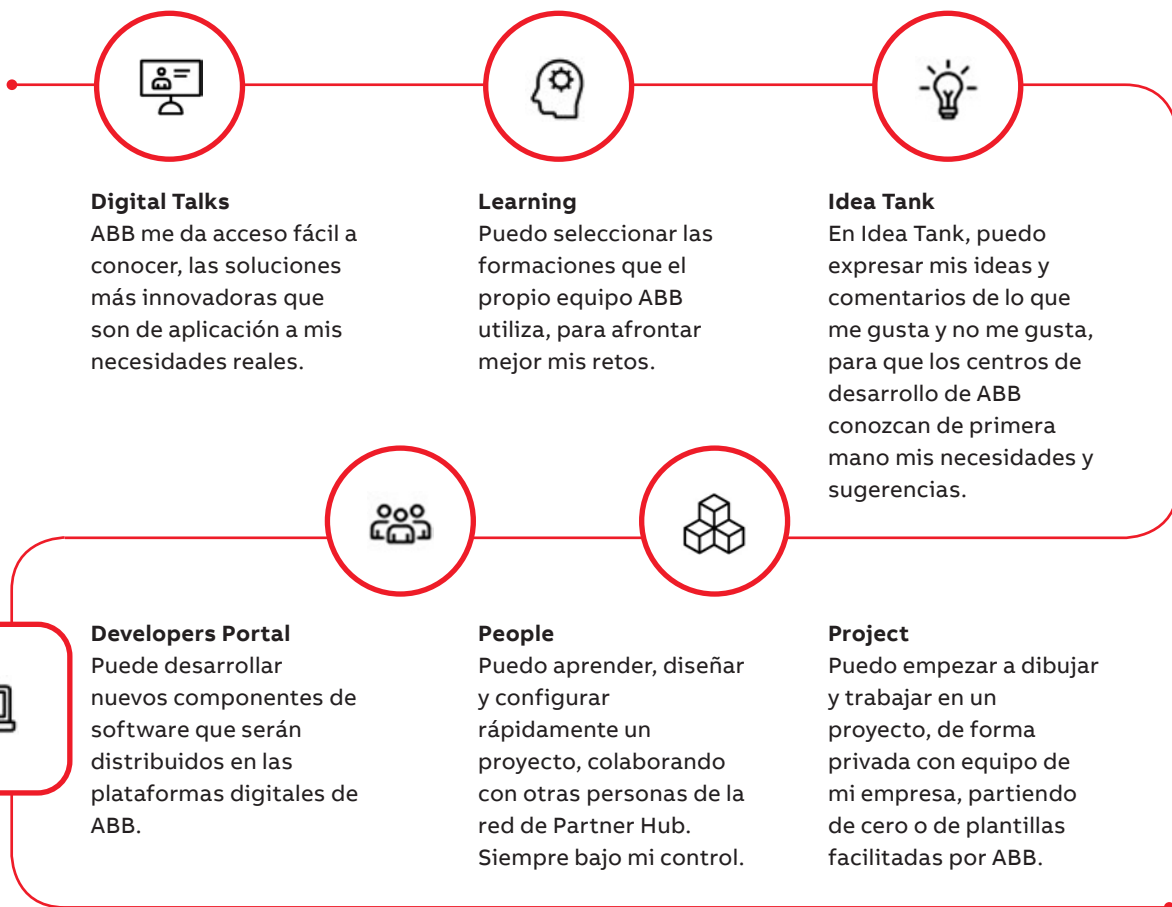 Digital Talks
ABB me da acceso fácil a
conocer, las soluciones
más innovadoras que
son de aplicación a mis
necesidades reales.
Learning
Puedo seleccionar las
formaciones que el
propio equipo ABB
utiliza, para afrontar
mejor mis retos.
Idea Tank
En Idea Tank, puedo
expresar mis ideas y
comentarios de lo que
me gusta y no me gusta,
para que los centros de
desarrollo de ABB
conozcan de primera
mano mis necesidades y
sugerencias.
Developers Portal
Puede desarrollar
nuevos componentes de
software que serán
distribuidos en las
plataformas digitales de
ABB.
People
Puedo aprender, diseñar
y configurar
rápidamente un
proyecto, colaborando
con otras personas de la
red de Partner Hub.
Siempre bajo mi control.
Project
Puedo empezar a dibujar
y trabajar en un
proyecto, de forma
privada con equipo de
mi empresa, partiendo
de cero o de plantillas
facilitadas por ABB.